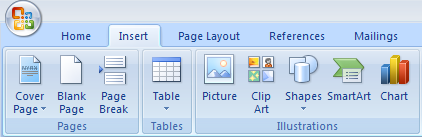 Home Insert Page Layout References Mailings
Cover Page Blank Page Page Break Table Picture Clip Art Shapes SmartArt Chart
Pages Tables Illustrations